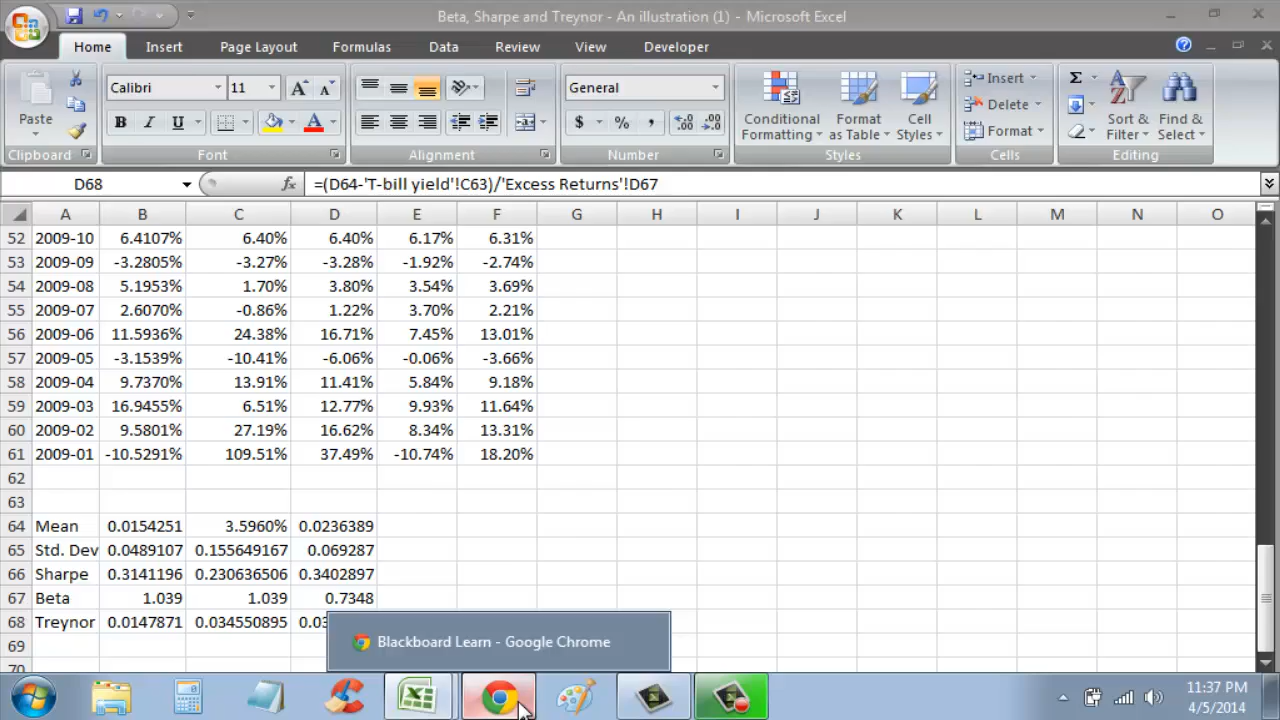 Beta, Sharpe and Treynor - An illustration (1) - Microsoft Excel
Home Insert Page Layout Formulas Data Review View Developer
Calibri 11 General
Paste
B I U $ % ,
Conditional Formatting
Format as Table
Cell Styles
Insert
Delete
Format
Σ
Sort & Filter
Find & Select
Clipboard Font Alignment Number Styles Cells Editing
D68 fx =(D64-'T-bill yield'!C63)/'Excess Returns'!D67
A B C D E F G H I J K L M N O
52 2009-10 6.4107% 6.40% 6.40% 6.17% 6.31%
53 2009-09 -3.2805% -3.27% -3.28% -1.92% -2.74%
54 2009-08 5.1953% 1.70% 3.80% 3.54% 3.69%
55 2009-07 2.6070% -0.86% 1.22% 3.70% 2.21%
56 2009-06 11.5936% 24.38% 16.71% 7.45% 13.01%
57 2009-05 -3.1539% -10.41% -6.06% -0.06% -3.66%
58 2009-04 9.7370% 13.91% 11.41% 5.84% 9.18%
59 2009-03 16.9455% 6.51% 12.77% 9.93% 11.64%
60 2009-02 9.5801% 27.19% 16.62% 8.34% 13.31%
61 2009-01 -10.5291% 109.51% 37.49% -10.74% 18.20%
62
63
64 Mean 0.0154251 3.5960% 0.0236389
65 Std. Dev 0.0489107 0.155649167 0.069287
66 Sharpe 0.3141196 0.230636506 0.3402897
67 Beta 1.039 1.039 0.7348
68 Treynor 0.0147871 0.034550895 0.03
69
70
Blackboard Learn - Google Chrome
11:37 PM
4/5/2014